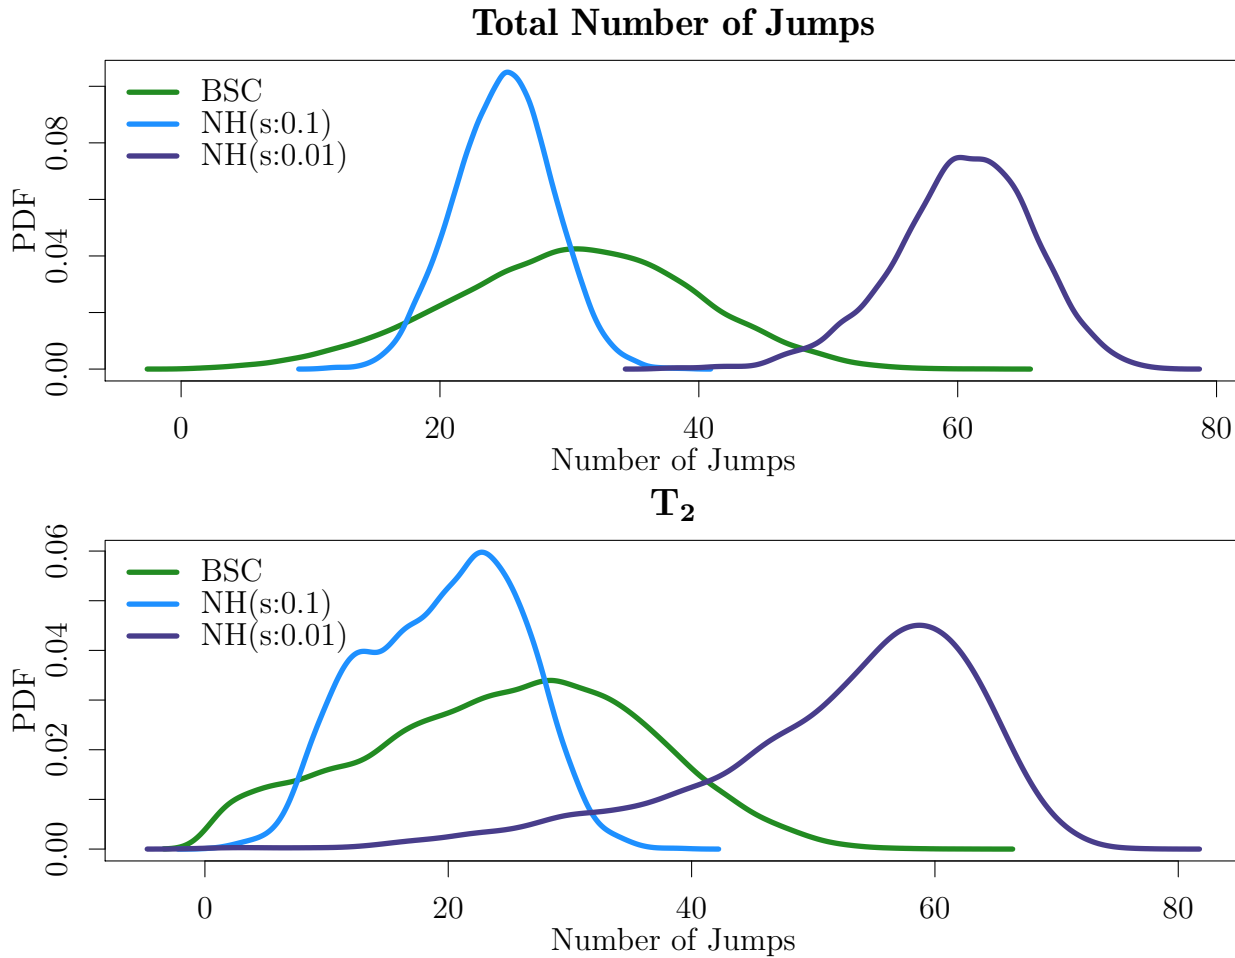 Total Number of Jumps
BSC
NH(s:0.1)
NH(s:0.01)
PDF
0.00
0.04
0.08
0 20 40 60 80
Number of Jumps
T₂
BSC
NH(s:0.1)
NH(s:0.01)
PDF
0.00
0.02
0.04
0.06
0 20 40 60 80
Number of Jumps